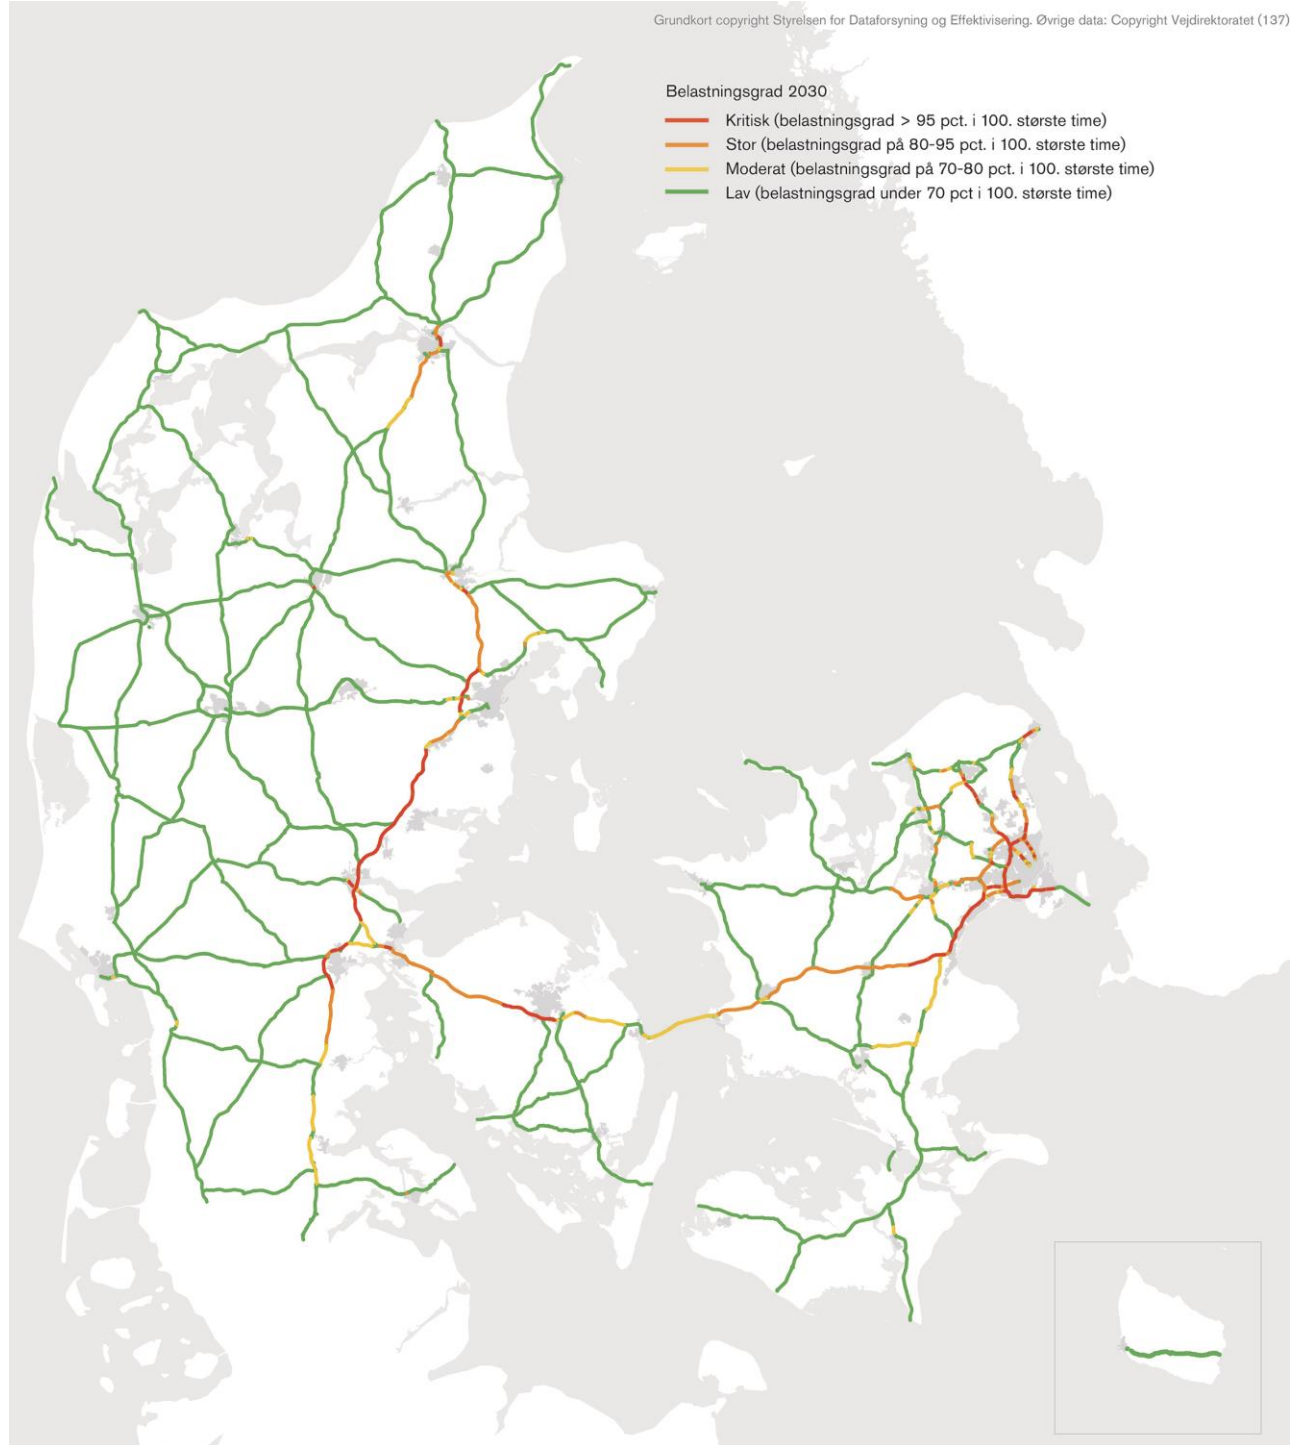 Grundkort copyright Styrelsen for Dataforsyning og Effektivisering. Øvrige data: Copyright Vejdirektoratet (137)
Belastningsgrad 2030
Kritisk (belastningsgrad > 95 pct. i 100. største time)
Stor (belastningsgrad på 80-95 pct. i 100. største time)
Moderat (belastningsgrad på 70-80 pct. i 100. største time)
Lav (belastningsgrad under 70 pct i 100. største time)